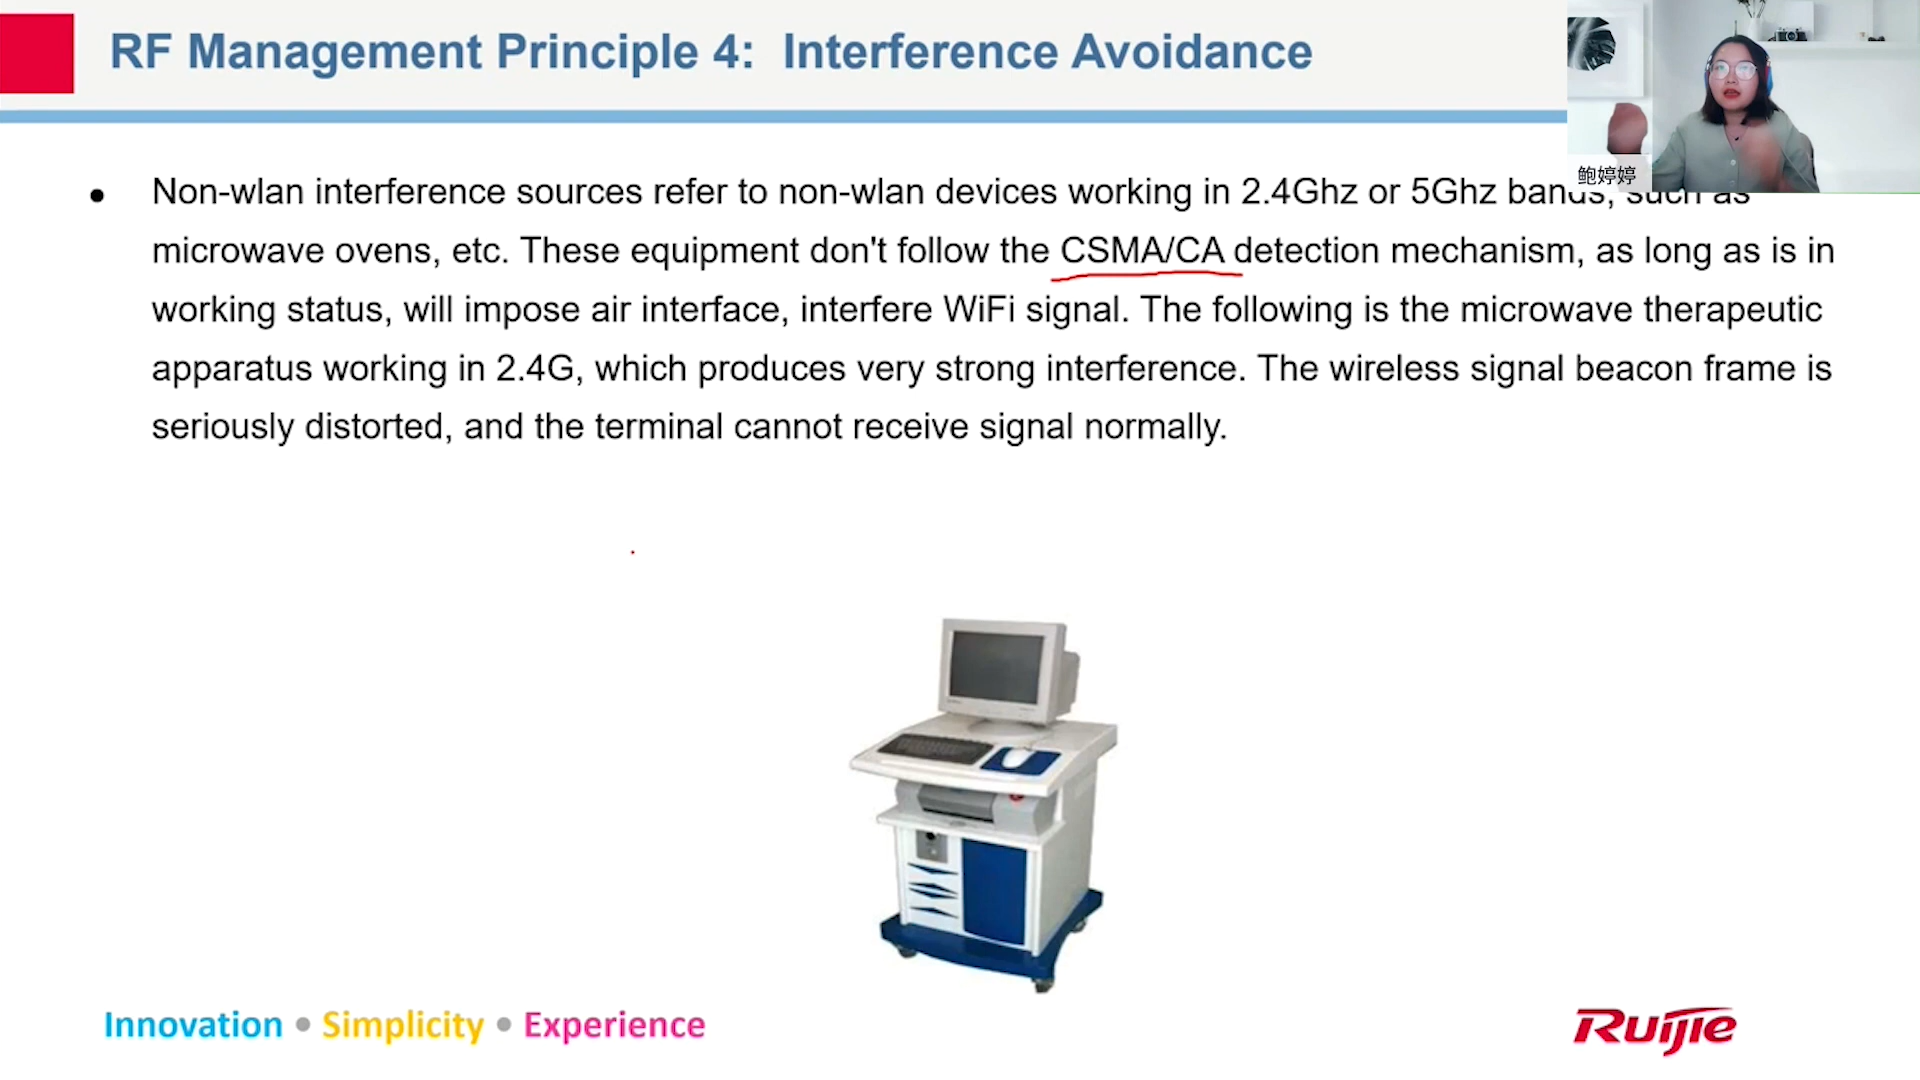 RF Management Principle 4: Interference Avoidance
鲍婷婷
Non-wlan interference sources refer to non-wlan devices working in 2.4Ghz or 5Ghz bands, such as
microwave ovens, etc. These equipment don't follow the CSMA/CA detection mechanism, as long as is in
working status, will impose air interface, interfere WiFi signal. The following is the microwave therapeutic
apparatus working in 2.4G, which produces very strong interference. The wireless signal beacon frame is
seriously distorted, and the terminal cannot receive signal normally.
Innovation • Simplicity • Experience
Ruijie